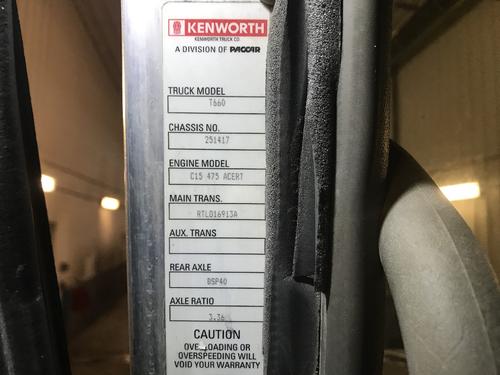 KENWORTH
KENWORTH TRUCK CO.
A DIVISION OF PACCAR
TRUCK MODEL
T660
CHASSIS NO.
251417
ENGINE MODEL
C15 475 ACERT
MAIN TRANS.
RTLO16913A
AUX. TRANS
REAR AXLE
DSP40
AXLE RATIO
3.36
CAUTION
OVERLOADING OR
OVERSPEEDING WILL
VOID YOUR WARRANTY